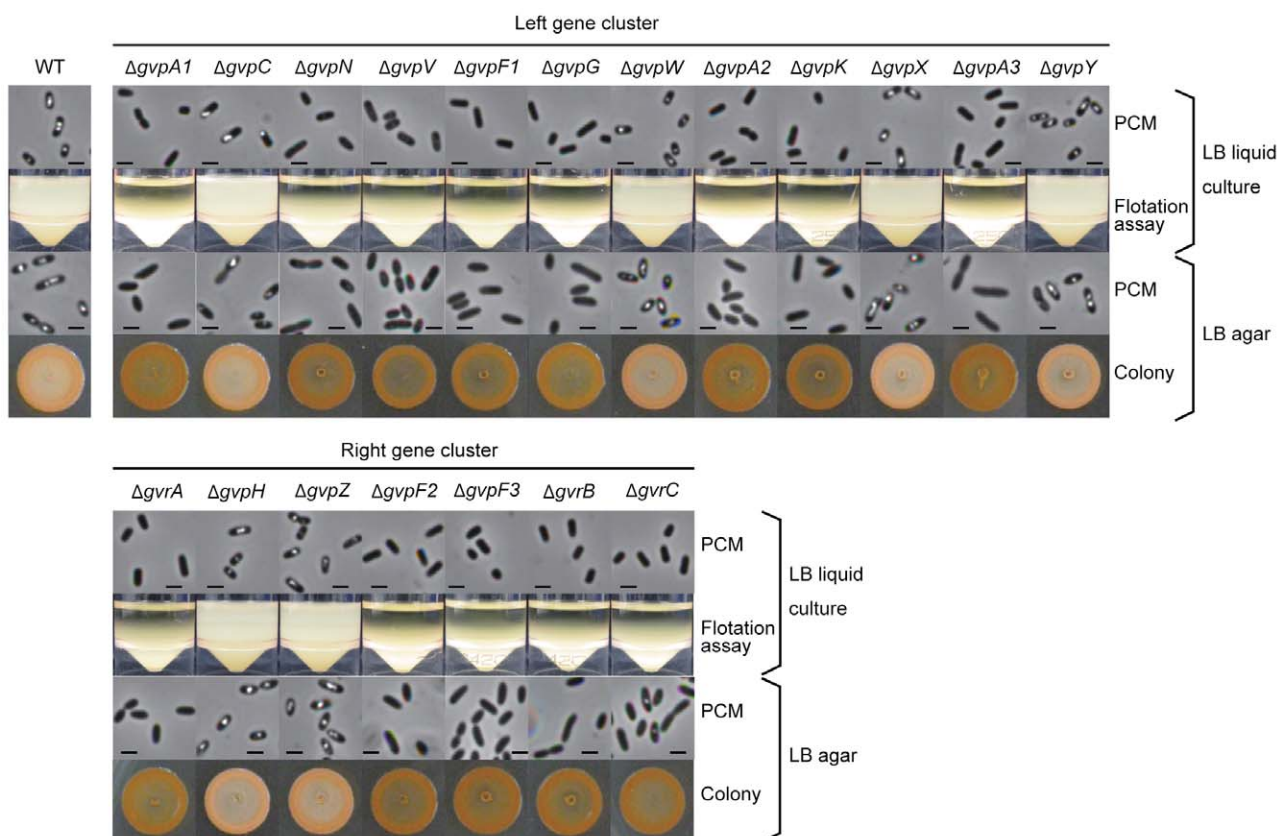 Left gene cluster
WT ΔgvpA1 ΔgvpC ΔgvpN ΔgvpV ΔgvpF1 ΔgvpG ΔgvpW ΔgvpA2 ΔgvpK ΔgvpX ΔgvpA3 ΔgvpY
PCM
LB liquid
culture
Flotation
assay
PCM
LB agar
Colony
Right gene cluster
ΔgvrA ΔgvpH ΔgvpZ ΔgvpF2 ΔgvpF3 ΔgvrB ΔgvrC
PCM
LB liquid
culture
Flotation
assay
PCM
LB agar
Colony